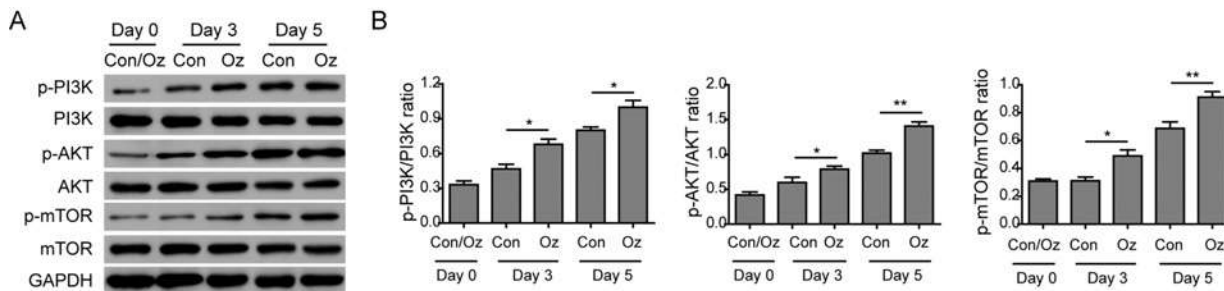 A
Day 0 Day 3 Day 5
Con/Oz Con Oz Con Oz
p-PI3K
PI3K
p-AKT
AKT
p-mTOR
mTOR
GAPDH
B
p-PI3K/PI3K ratio
1.2
0.9
0.6
0.3
0.0
* *
Con/Oz Con Oz Con Oz
Day 0 Day 3 Day 5
p-AKT/AKT ratio
2.0
1.5
1.0
0.5
0.0
* **
Con/Oz Con Oz Con Oz
Day 0 Day 3 Day 5
p-mTOR/mTOR ratio
1.0
0.8
0.6
0.4
0.2
0.0
* **
Con/Oz Con Oz Con Oz
Day 0 Day 3 Day 5